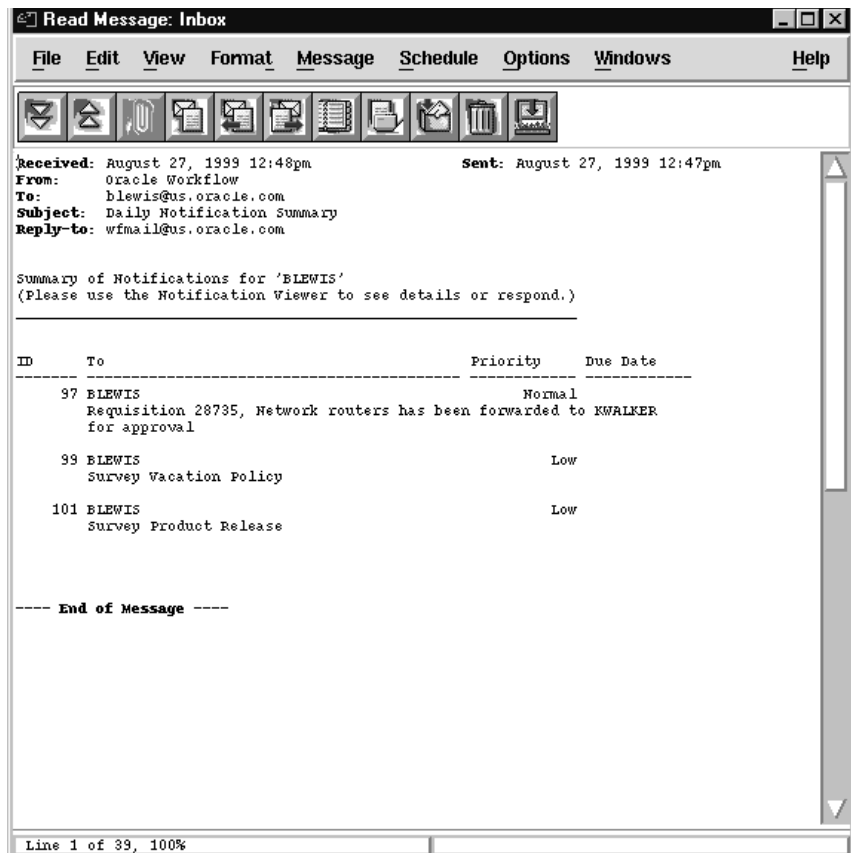 Read Message: Inbox
File Edit View Format Message Schedule Options Windows Help
Received: August 27, 1999 12:48pm Sent: August 27, 1999 12:47pm
From: Oracle Workflow
To: blewis@us.oracle.com
Subject: Daily Notification Summary
Reply-to: wfmail@us.oracle.com
Summary of Notifications for 'BLEWIS'
(Please use the Notification Viewer to see details or respond.)
ID To Priority Due Date
------- ---------------------------------------- ----------- -----------
97 BLEWIS Normal
Requisition 28735, Network routers has been forwarded to KWALKER
for approval
99 BLEWIS Low
Survey Vacation Policy
101 BLEWIS Low
Survey Product Release
---- End of Message ----
Line 1 of 39, 100%